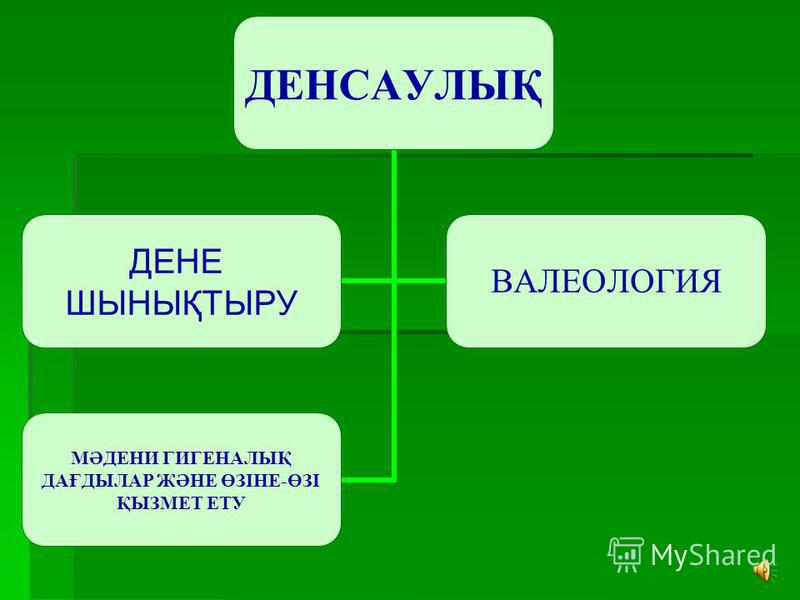 ДЕНСАУЛЫҚ
ДЕНЕ
ШЫНЫҚТЫРУ
ВАЛЕОЛОГИЯ
МӘДЕНИ ГИГЕНАЛЫҚ
ДАҒДЫЛАР ЖӘНЕ ӨЗІНЕ-ӨЗІ
ҚЫЗМЕТ ЕТУ
MyShared